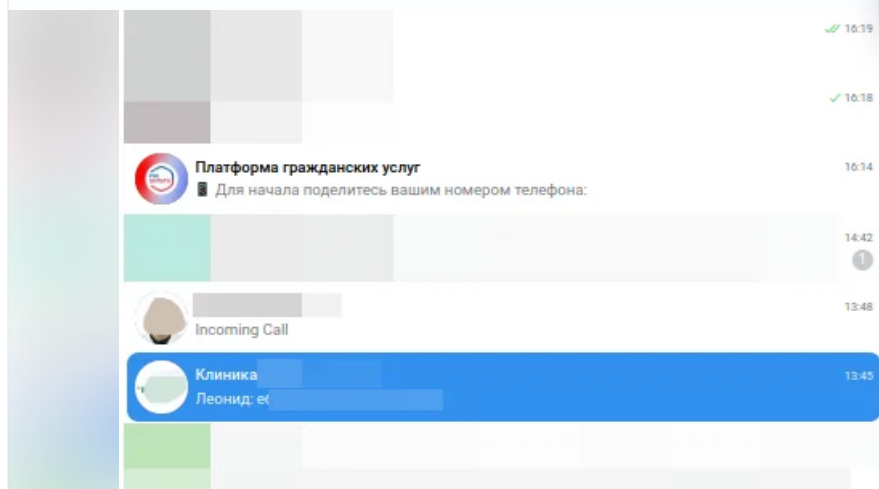 16:19
16:18
Платформа гражданских услуг
16:14
Для начала поделитесь вашим номером телефона:
14:42
1
13:48
Incoming Call
Клиника
13:45
Леонид: